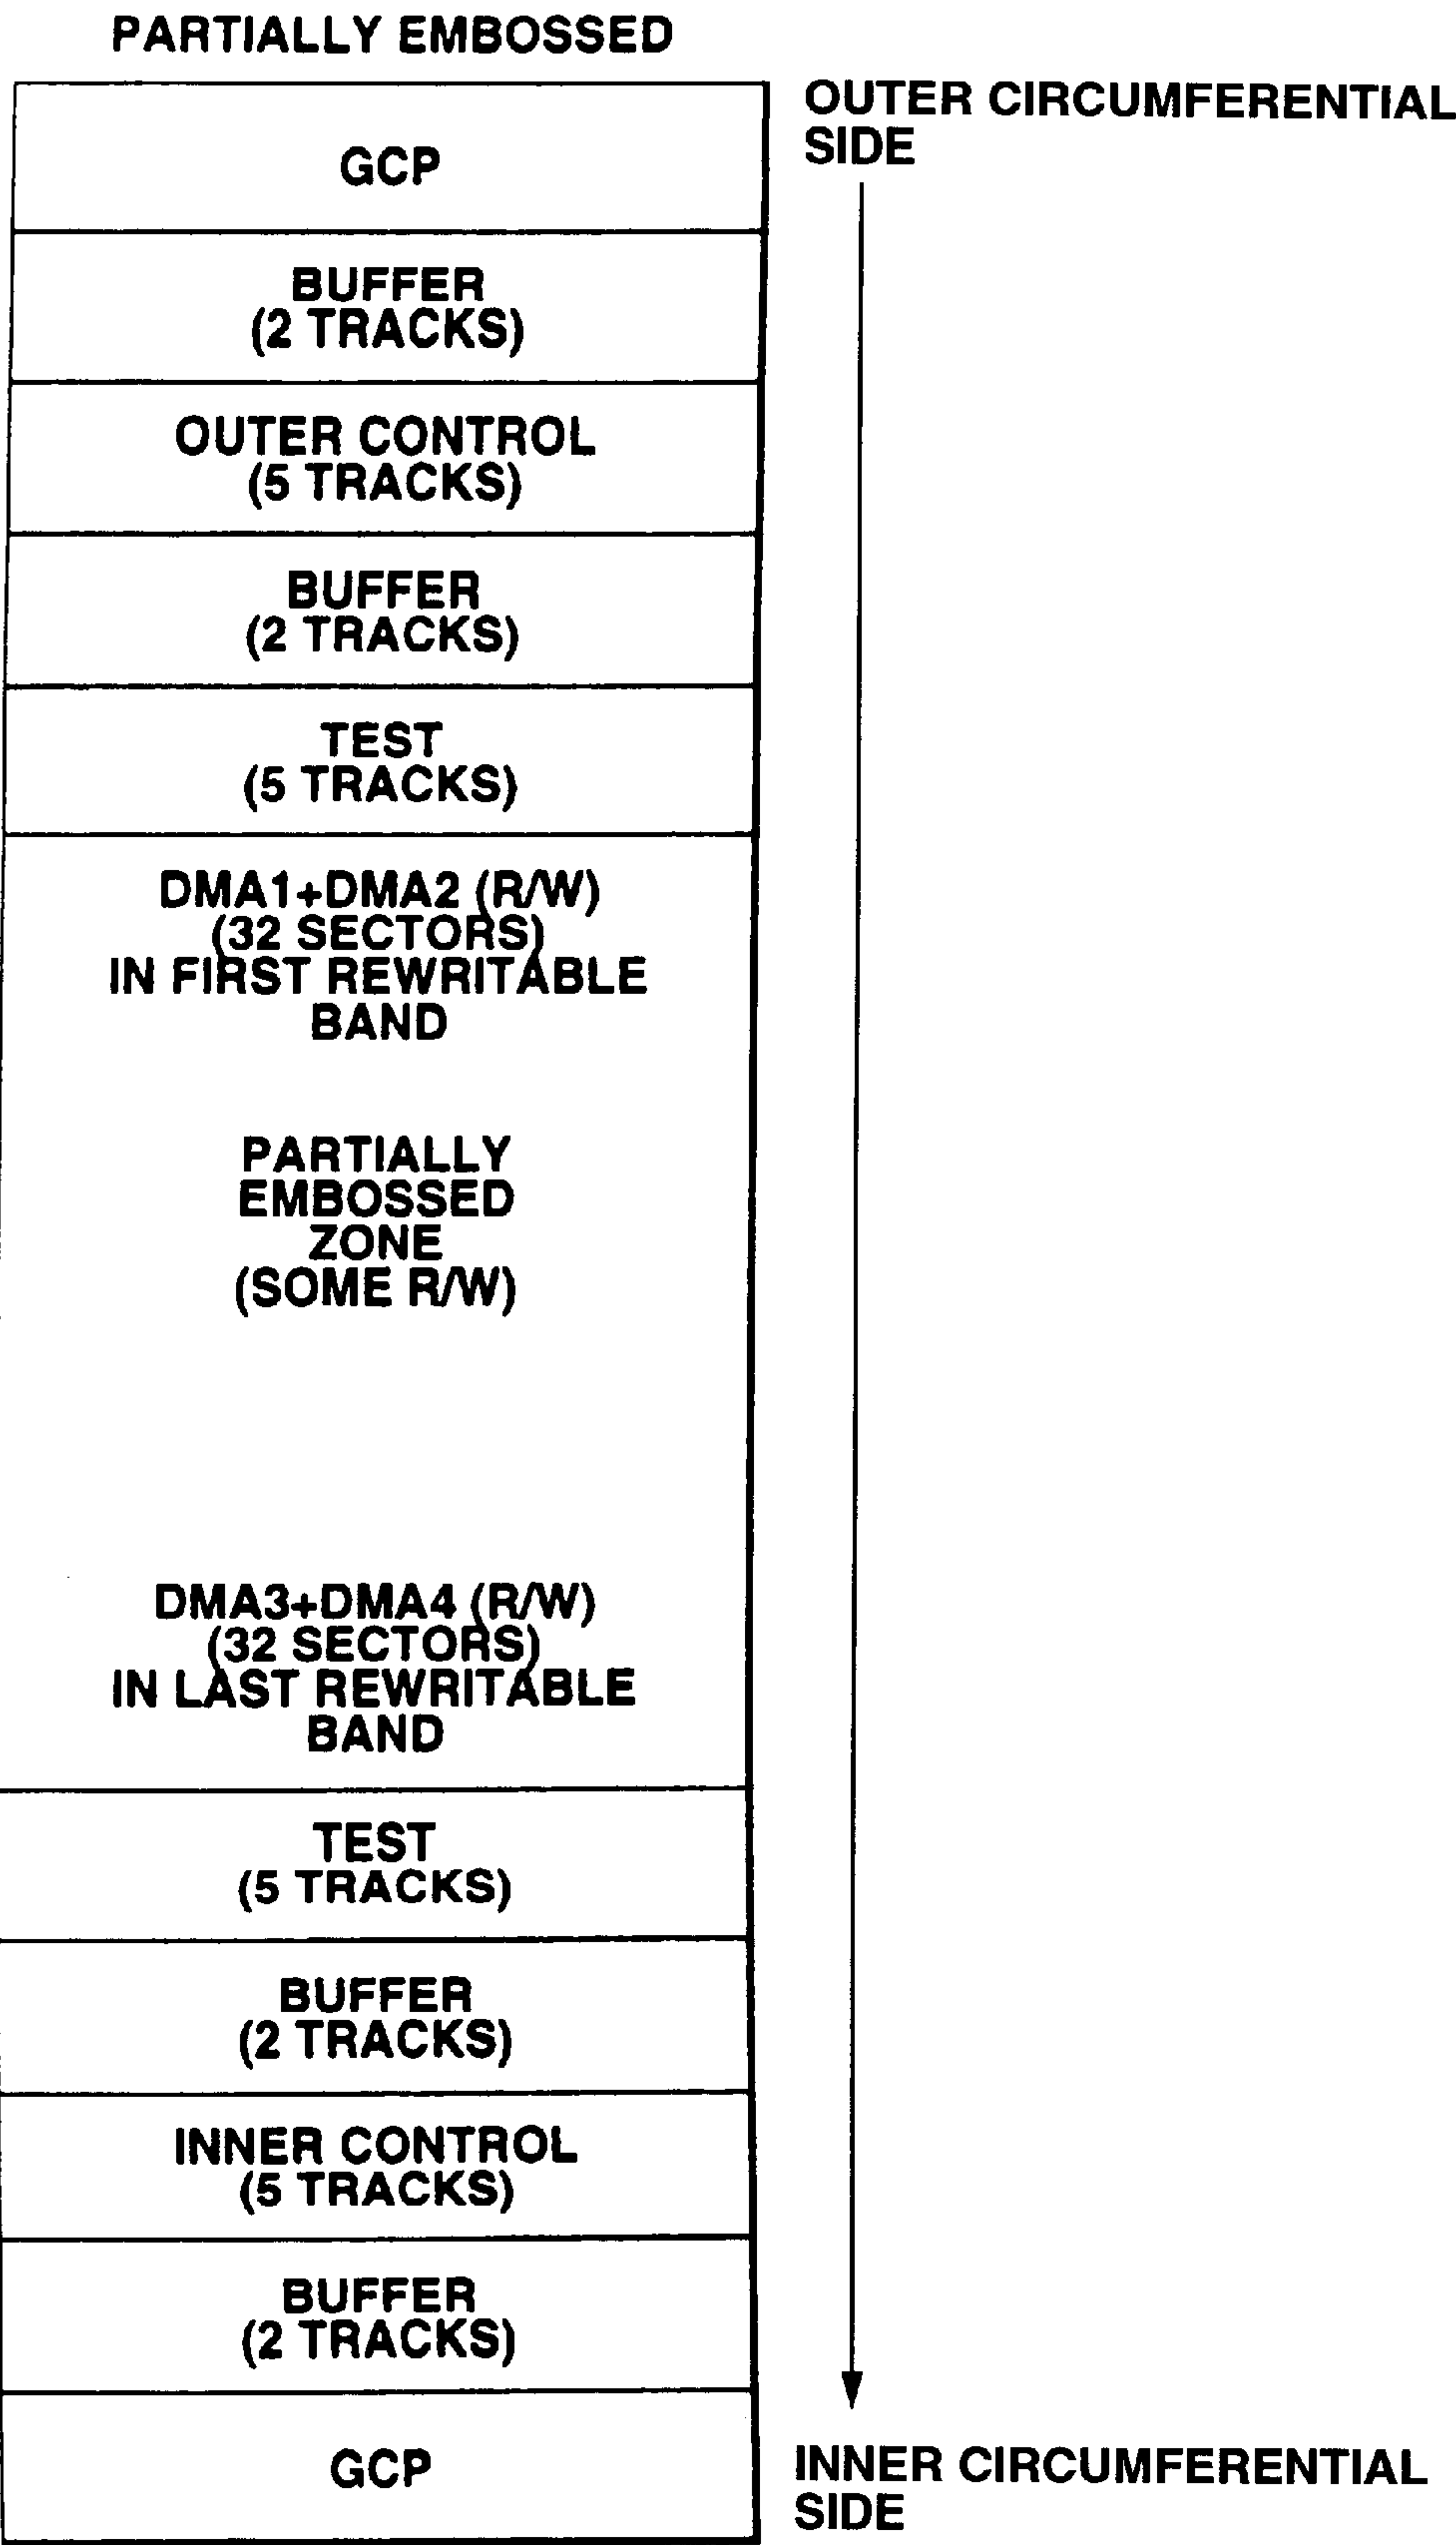 PARTIALLY EMBOSSED
OUTER CIRCUMFERENTIAL
SIDE
GCP
BUFFER
(2 TRACKS)
OUTER CONTROL
(5 TRACKS)
BUFFER
(2 TRACKS)
TEST
(5 TRACKS)
DMA1+DMA2 (R/W)
(32 SECTORS)
IN FIRST REWRITABLE
BAND
PARTIALLY
EMBOSSED
ZONE
(SOME R/W)
DMA3+DMA4 (R/W)
(32 SECTORS)
IN LAST REWRITABLE
BAND
TEST
(5 TRACKS)
BUFFER
(2 TRACKS)
INNER CONTROL
(5 TRACKS)
BUFFER
(2 TRACKS)
GCP
INNER CIRCUMFERENTIAL
SIDE